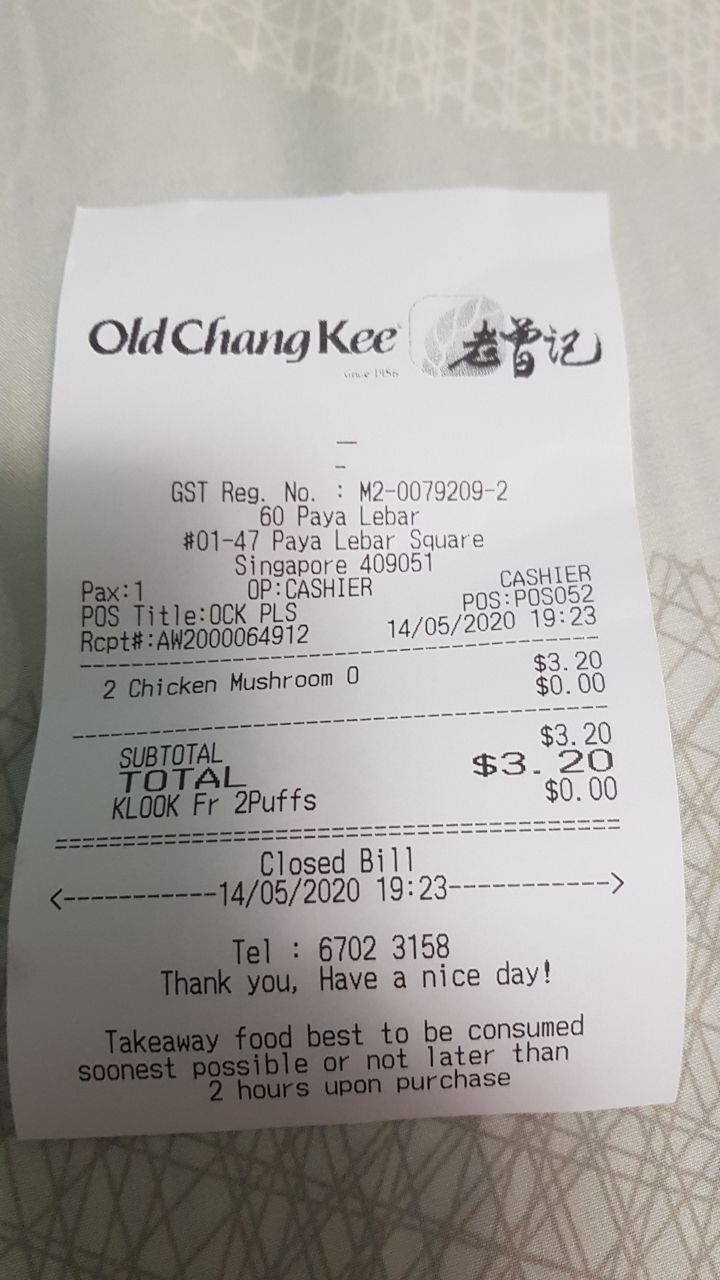 Old Chang Kee 老曾记
since 1956
GST Reg. No. : M2-0079209-2
60 Paya Lebar
#01-47 Paya Lebar Square
Singapore 409051
Pax:1 OP:CASHIER CASHIER
POS Title:OCK PLS POS:POS052
Rcpt#:AW2000064912 14/05/2020 19:23
2 Chicken Mushroom O $3.20
$0.00
SUBTOTAL $3.20
TOTAL $3.20
KLOOK Fr 2Puffs $0.00
Closed Bill
<-----------14/05/2020 19:23----------->
Tel : 6702 3158
Thank you, Have a nice day!
Takeaway food best to be consumed
soonest possible or not later than
2 hours upon purchase